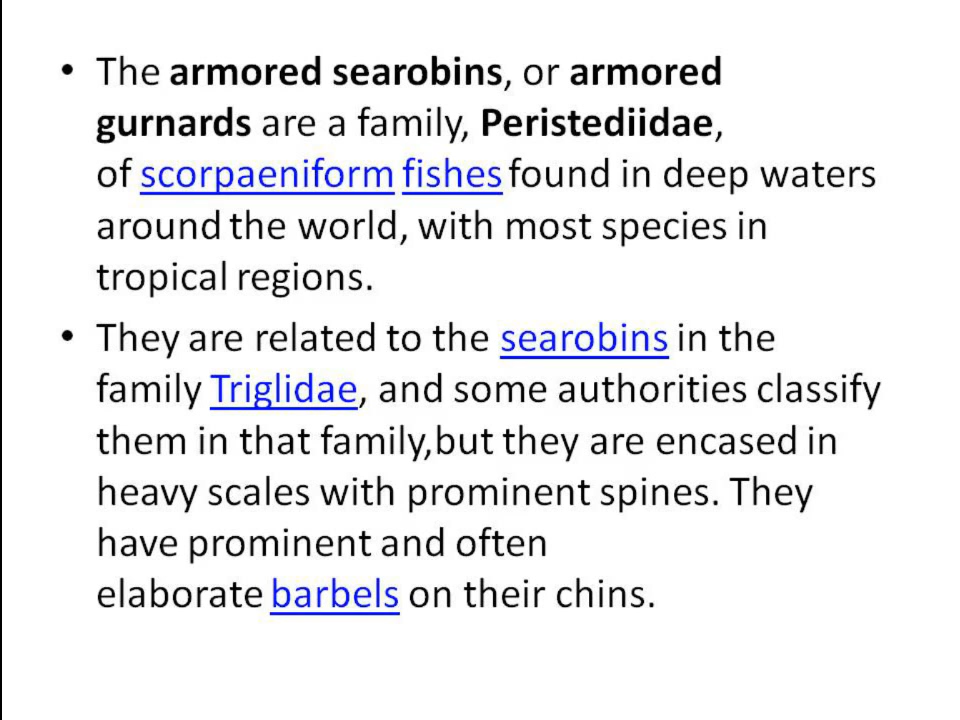 • The armored searobins, or armored
gurnards are a family, Peristediidae,
of scorpaeniform fishes found in deep waters
around the world, with most species in
tropical regions.
• They are related to the searobins in the
family Triglidae, and some authorities classify
them in that family,but they are encased in
heavy scales with prominent spines. They
have prominent and often
elaborate barbels on their chins.